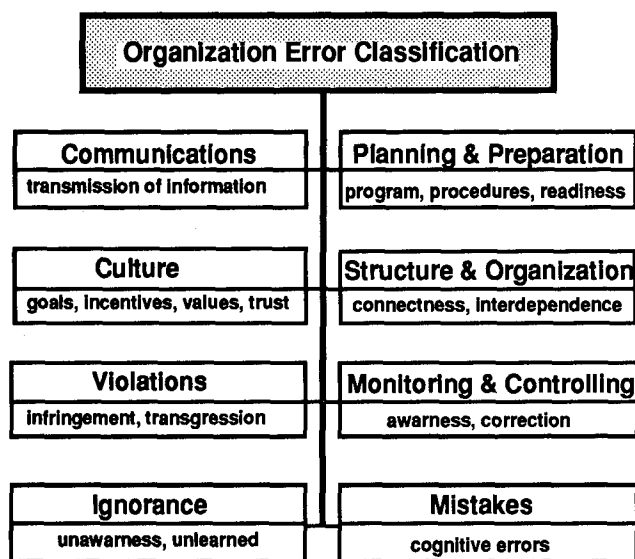 Organization Error Classification
Communications
transmission of information
Planning & Preparation
program, procedures, readiness
Culture
goals, incentives, values, trust
Structure & Organization
connectness, interdependence
Violations
infringement, transgression
Monitoring & Controlling
awarness, correction
Ignorance
unawarness, unlearned
Mistakes
cognitive errors